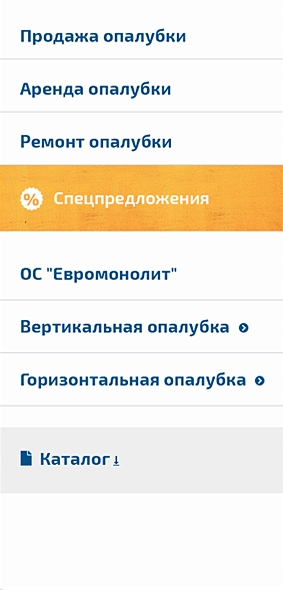 Продажа опалубки
Аренда опалубки
Ремонт опалубки
% Спецпредложения
ОС "Евромонолит"
Вертикальная опалубка
Горизонтальная опалубка
Каталог